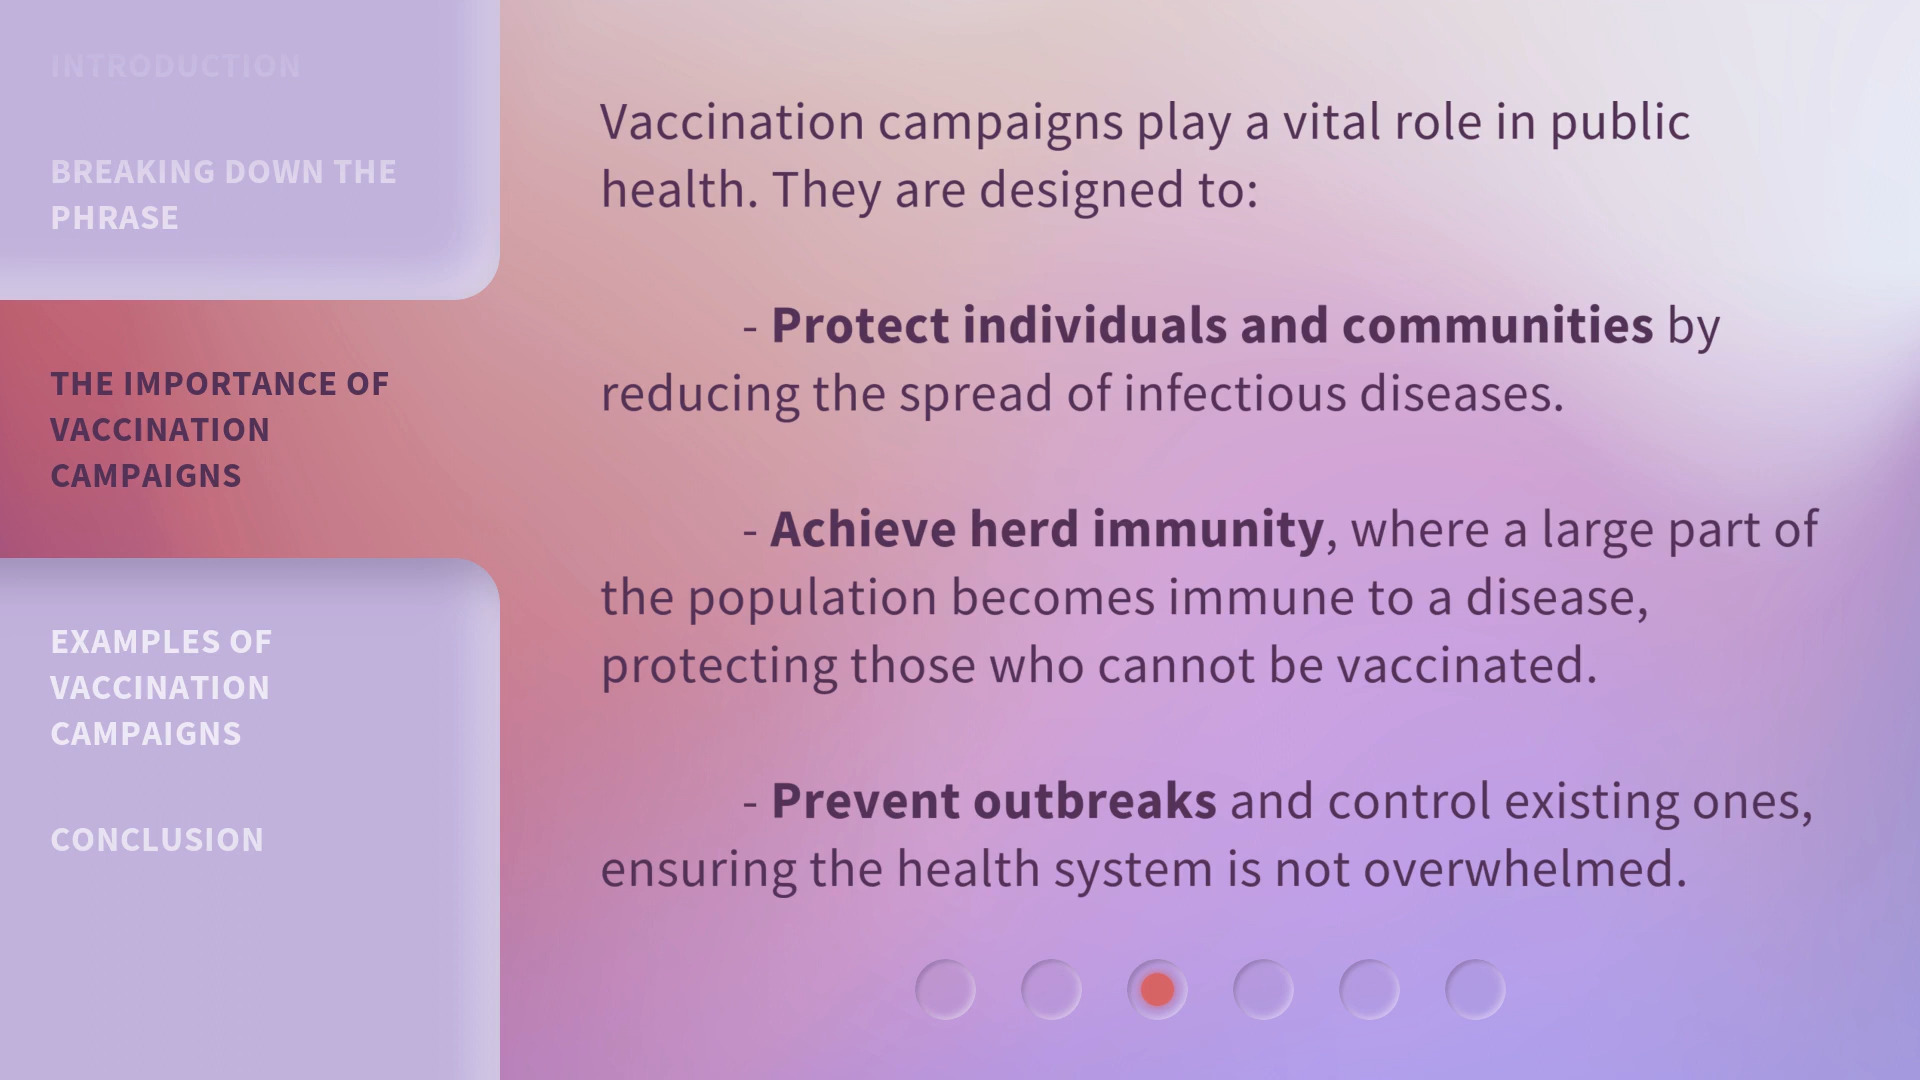 INTRODUCTION
BREAKING DOWN THE
PHRASE
THE IMPORTANCE OF
VACCINATION
CAMPAIGNS
EXAMPLES OF
VACCINATION
CAMPAIGNS
CONCLUSION
Vaccination campaigns play a vital role in public
health. They are designed to:
- Protect individuals and communities by
reducing the spread of infectious diseases.
- Achieve herd immunity, where a large part of
the population becomes immune to a disease,
protecting those who cannot be vaccinated.
- Prevent outbreaks and control existing ones,
ensuring the health system is not overwhelmed.